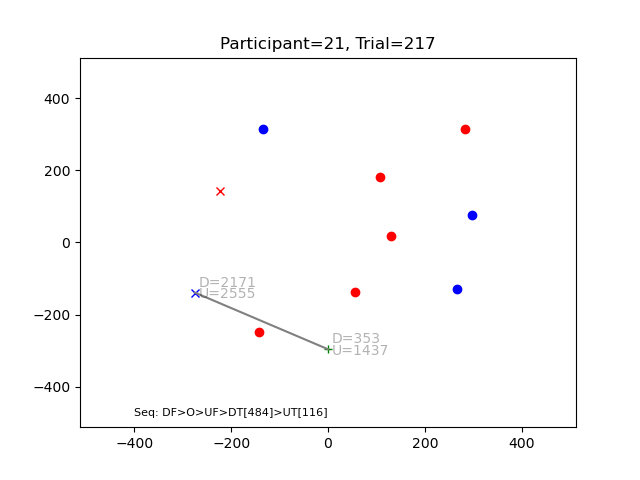 Participant=21, Trial=217
400
200
0
−200
−400
D=2171
U=2555
D=353
U=1437
Seq: DF>O>UF>DT[484]>UT[116]
−400
−200
0
200
400